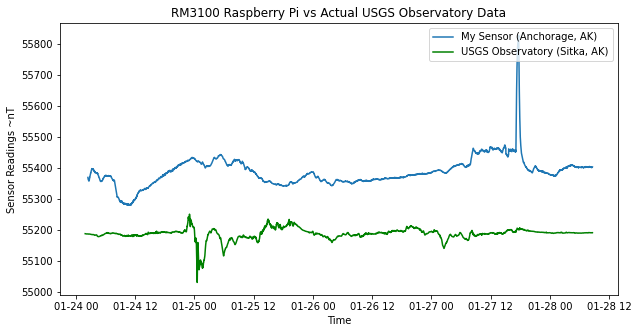 RM3100 Raspberry Pi vs Actual USGS Observatory Data
My Sensor (Anchorage, AK)
USGS Observatory (Sitka, AK)
Sensor Readings ~nT
55800
55700
55600
55500
55400
55300
55200
55100
55000
01-24 00 01-24 12 01-25 00 01-25 12 01-26 00 01-26 12 01-27 00 01-27 12 01-28 00 01-28 12
Time